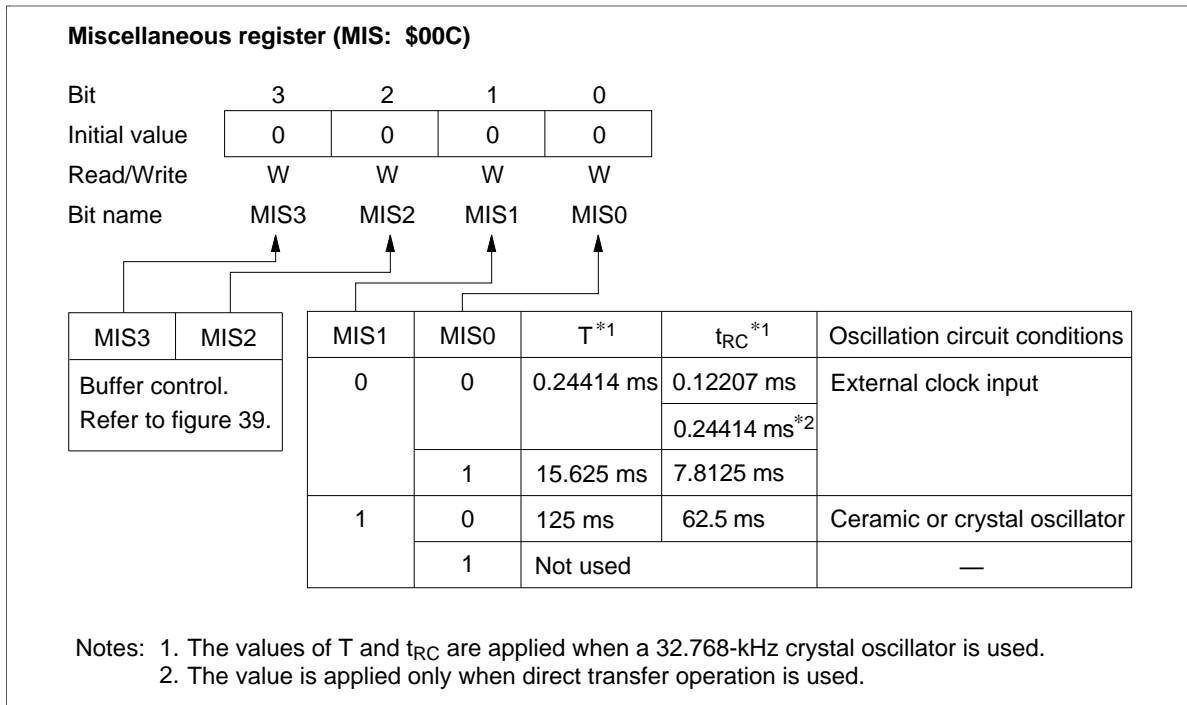 Miscellaneous register (MIS: $00C)
Bit 3 2 1 0
Initial value 0 0 0 0
Read/Write W W W W
Bit name MIS3 MIS2 MIS1 MIS0
MIS3 MIS2
Buffer control.
Refer to figure 39.
MIS1 MIS0 T*1 tRC*1 Oscillation circuit conditions
0 0 0.24414 ms 0.12207 ms External clock input
0.24414 ms*2
1 15.625 ms 7.8125 ms
1 0 125 ms 62.5 ms Ceramic or crystal oscillator
1 Not used —
Notes: 1. The values of T and tRC are applied when a 32.768-kHz crystal oscillator is used.
2. The value is applied only when direct transfer operation is used.